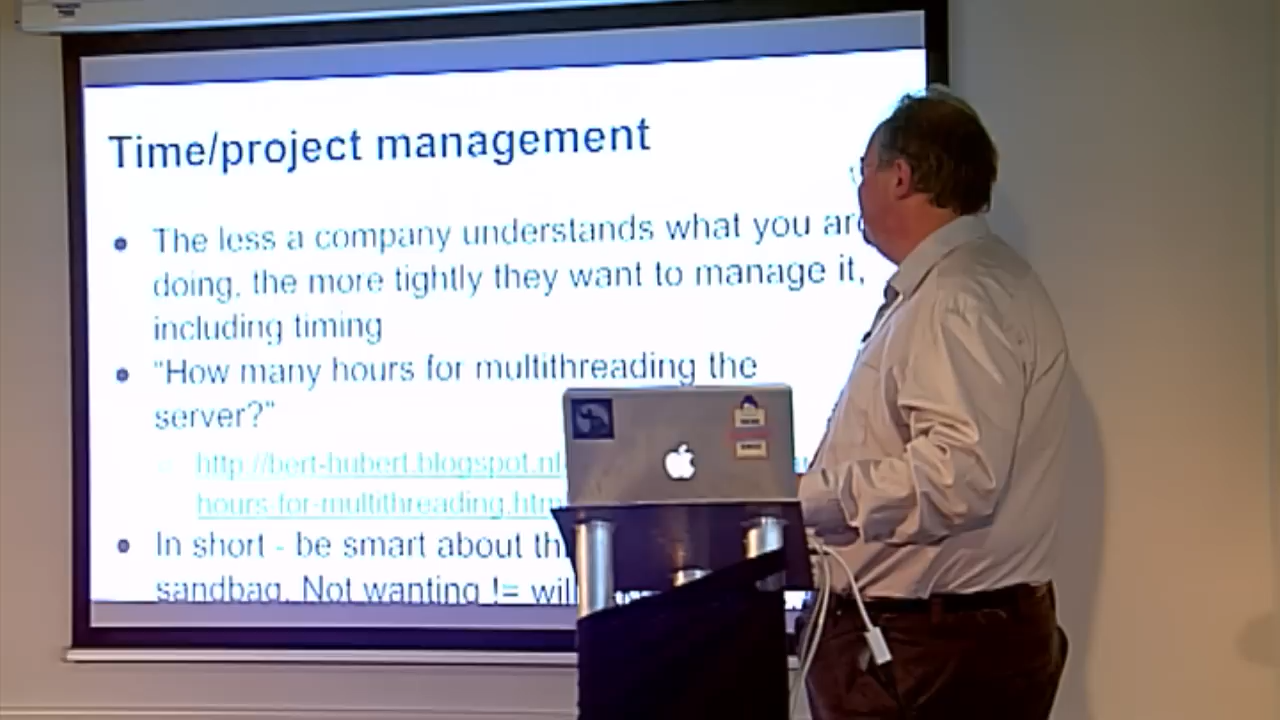 Time/project management
The less a company understands what you are
doing, the more tightly they want to manage it,
including timing
"How many hours for multithreading the
server?"
http://bert-hubert.blogspot.nl
hours-for-multithreading.htm
In short - be smart about th
sandbag. Not wanting != will